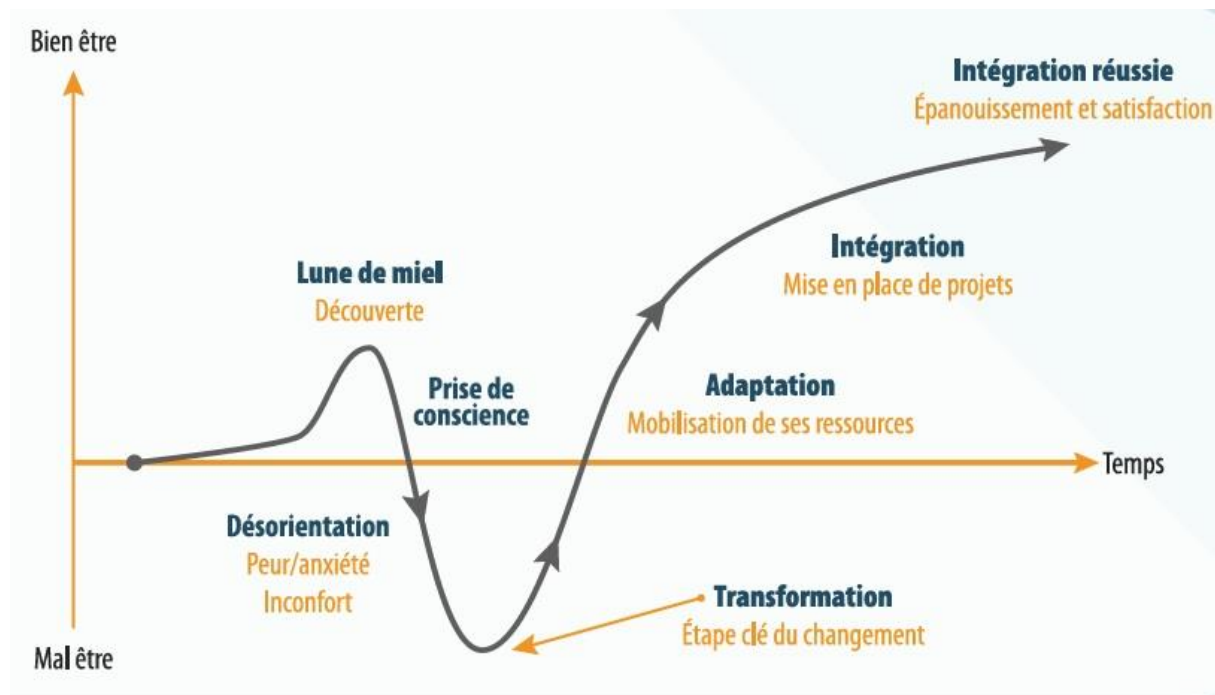 Bien être
Intégration réussie
Épanouissement et satisfaction
Intégration
Mise en place de projets
Lune de miel
Découverte
Prise de
conscience
Adaptation
Mobilisation de ses ressources
Temps
Désorientation
Peur/anxiété
Inconfort
Transformation
Étape clé du changement
Mal être